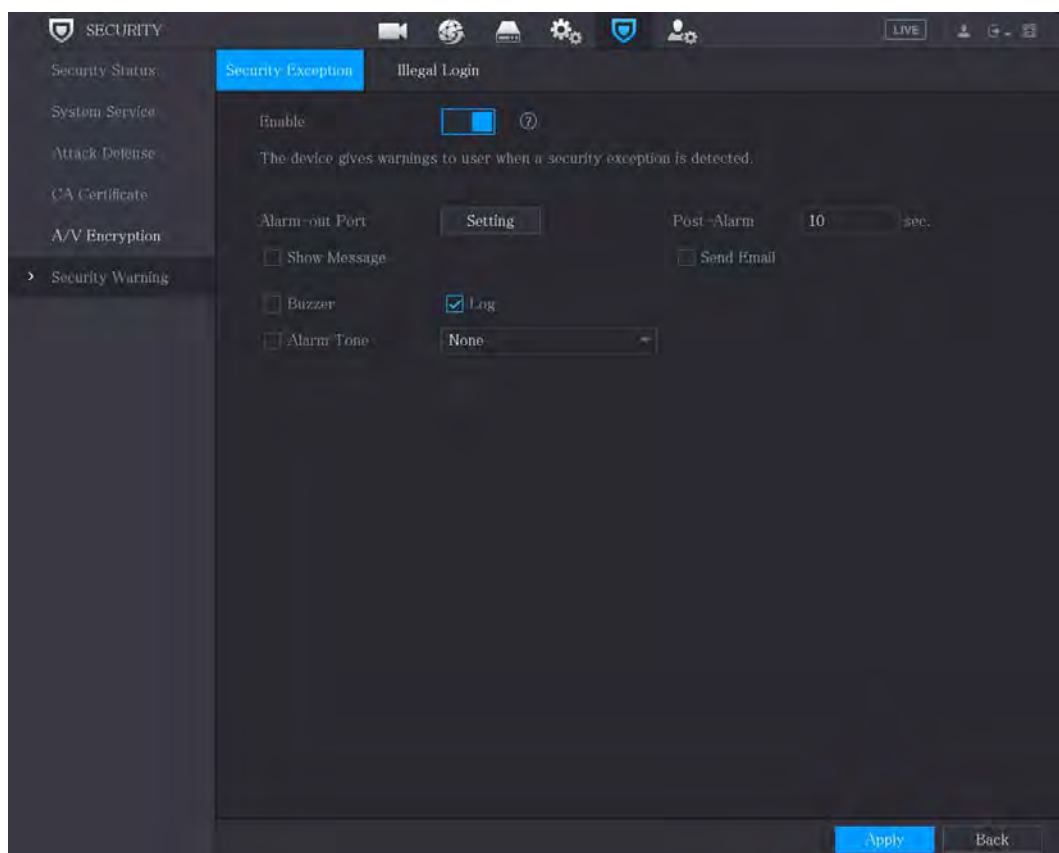 SECURITY
LIVE
Security Status
System Service
Attack Defense
CA Certificate
A/V Encryption
Security Warning
Security Exception Illegal Login
Enable
The device gives warnings to user when a security exception is detected.
Alarm-out Port Setting Post-Alarm 10 sec.
Show Message Send Email
Buzzer Log
Alarm Tone None
Apply Back